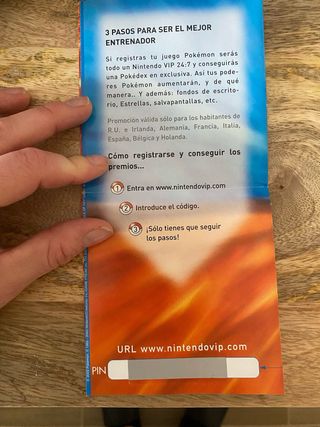 3 PASOS PARA SER EL MEJOR
ENTRENADOR
Si registras tu juego Pokémon serás
todo un Nintendo VIP 24:7 y conseguirás
una Pokédex en exclusiva. Así tus pode-
res Pokémon aumentarán, y de qué
manera.. Y además: fondos de escrito-
rio, Estrellas, salvapantallas, etc.
Promoción válida sólo para los habitantes de
R.U. e Irlanda, Alemania, Francia, Italia,
España, Bélgica y Holanda.
Cómo registrarse y conseguir los
premios...
1 Entra en www.nintendovip.com
2 Introduce el código.
3 ¡Sólo tienes que seguir
los pasos!
URL www.nintendovip.com
PIN